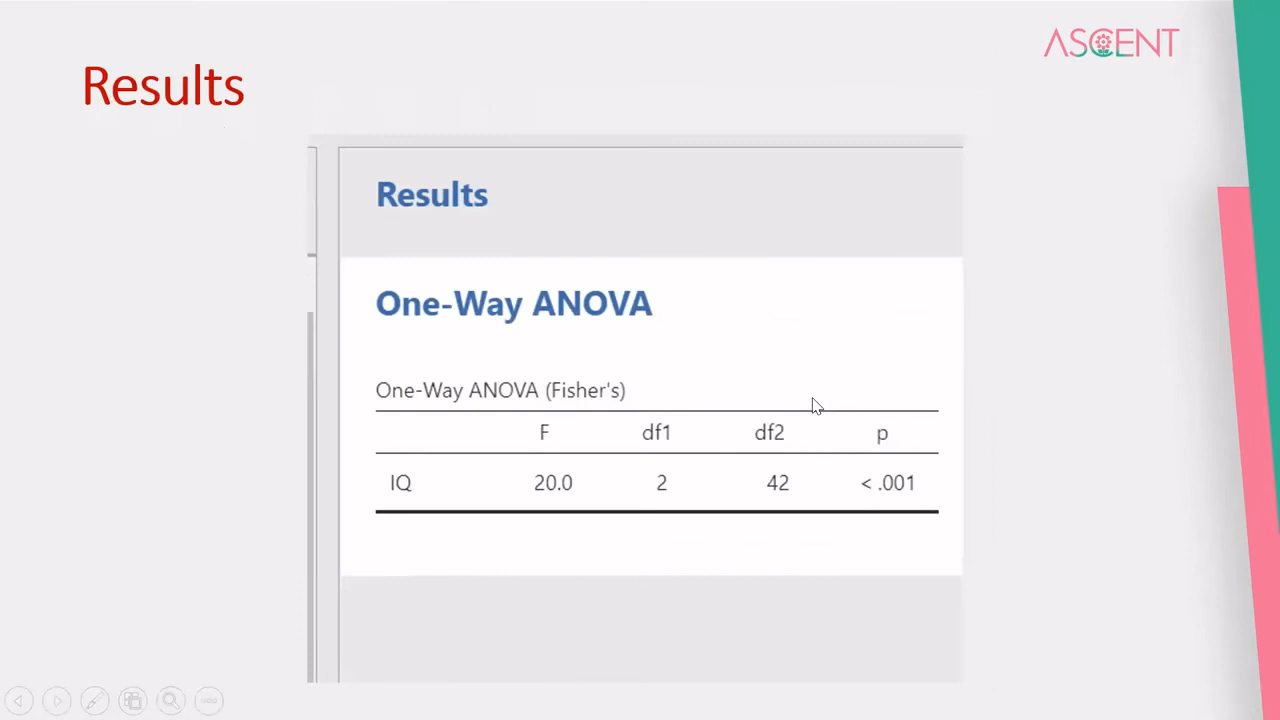 ASCENT
Results
Results
One-Way ANOVA
One-Way ANOVA (Fisher's)
F df1 df2 p
IQ 20.0 2 42 < .001